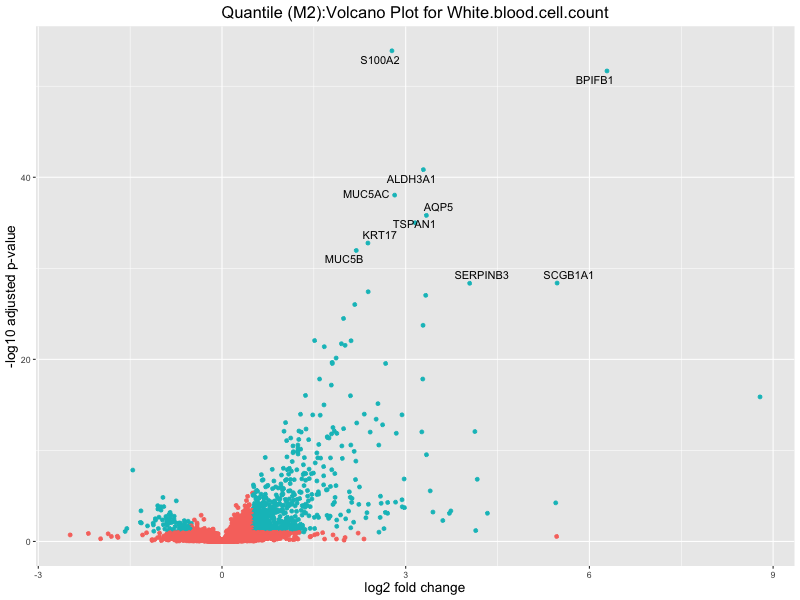 Quantile (M2):Volcano Plot for White.blood.cell.count
S100A2
BPIFB1
ALDH3A1
MUC5AC
AQP5
TSPAN1
KRT17
MUC5B
SERPINB3
SCGB1A1
40
20
0
-log10 adjusted p-value
-3
0
3
6
9
log2 fold change